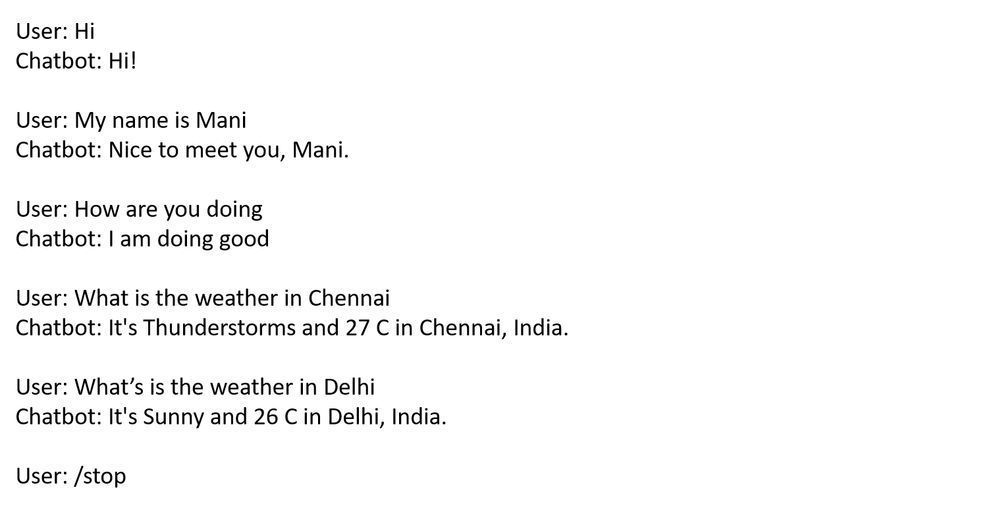 User: Hi
Chatbot: Hi!
User: My name is Mani
Chatbot: Nice to meet you, Mani.
User: How are you doing
Chatbot: I am doing good
User: What is the weather in Chennai
Chatbot: It's Thunderstorms and 27 C in Chennai, India.
User: What’s is the weather in Delhi
Chatbot: It's Sunny and 26 C in Delhi, India.
User: /stop